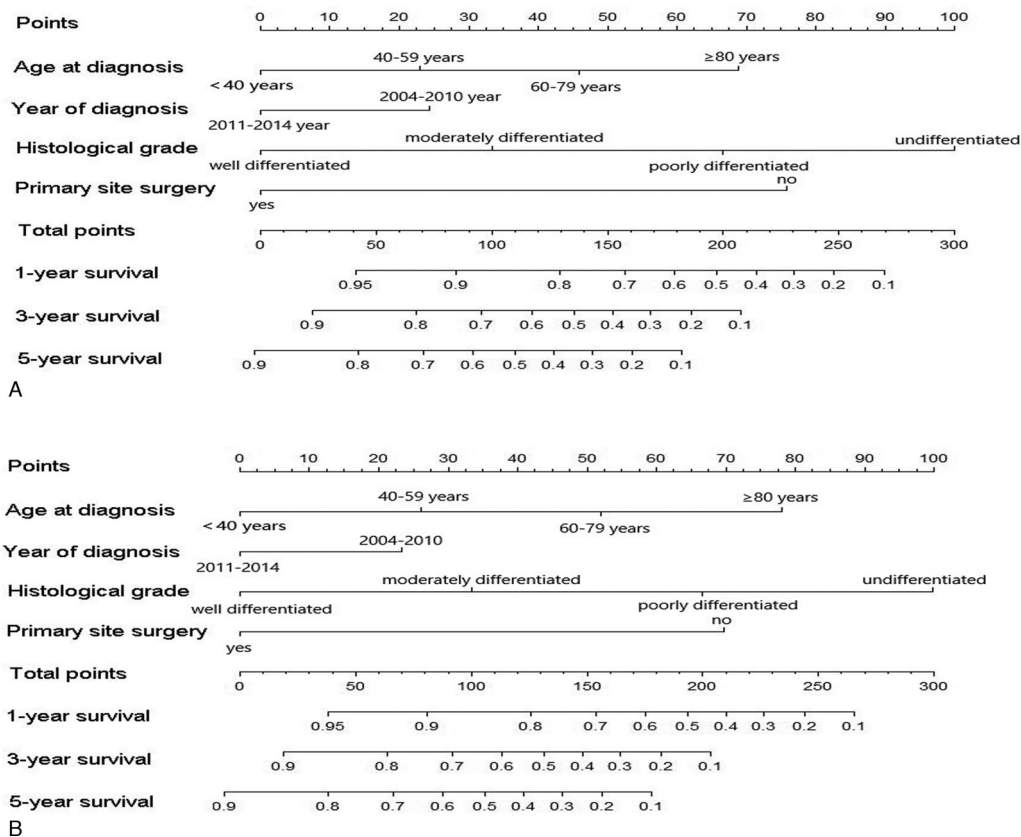 Points 0 10 20 30 40 50 60 70 80 90 100
40-59 years ≥80 years
Age at diagnosis
< 40 years 60-79 years
2004-2010 year
Year of diagnosis
2011-2014 year
moderately differentiated undifferentiated
Histological grade
well differentiated poorly differentiated
no
Primary site surgery
yes
Total points
0 50 100 150 200 250 300
1-year survival
0.95 0.9 0.8 0.7 0.6 0.5 0.4 0.3 0.2 0.1
3-year survival
0.9 0.8 0.7 0.6 0.5 0.4 0.3 0.2 0.1
5-year survival
0.9 0.8 0.7 0.6 0.5 0.4 0.3 0.2 0.1
A
Points 0 10 20 30 40 50 60 70 80 90 100
40-59 years ≥80 years
Age at diagnosis
< 40 years 60-79 years
2004-2010
Year of diagnosis
2011-2014
moderately differentiated undifferentiated
Histological grade
well differentiated poorly differentiated
no
Primary site surgery
yes
Total points
0 50 100 150 200 250 300
1-year survival
0.95 0.9 0.8 0.7 0.6 0.5 0.4 0.3 0.2 0.1
3-year survival
0.9 0.8 0.7 0.6 0.5 0.4 0.3 0.2 0.1
5-year survival
0.9 0.8 0.7 0.6 0.5 0.4 0.3 0.2 0.1
B